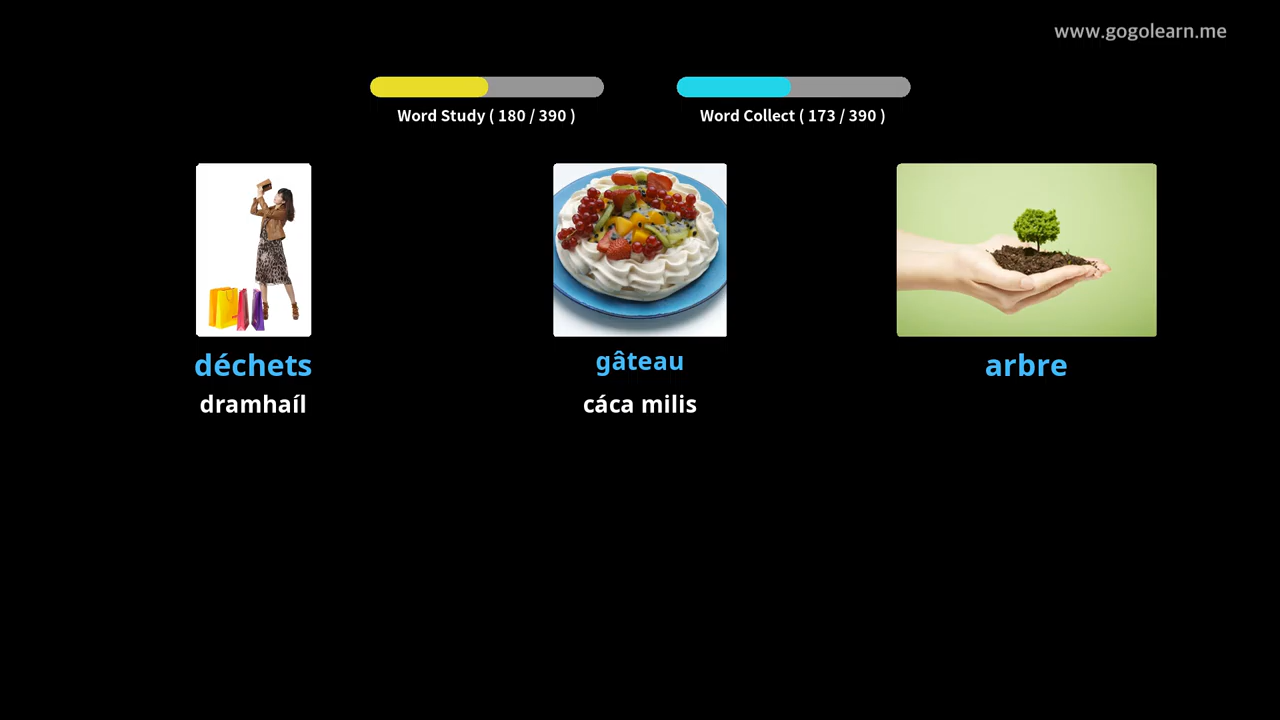 www.gogolearn.me
Word Study ( 180 / 390 )
Word Collect ( 173 / 390 )
déchets
gâteau
arbre
dramhaíl
cáca milis